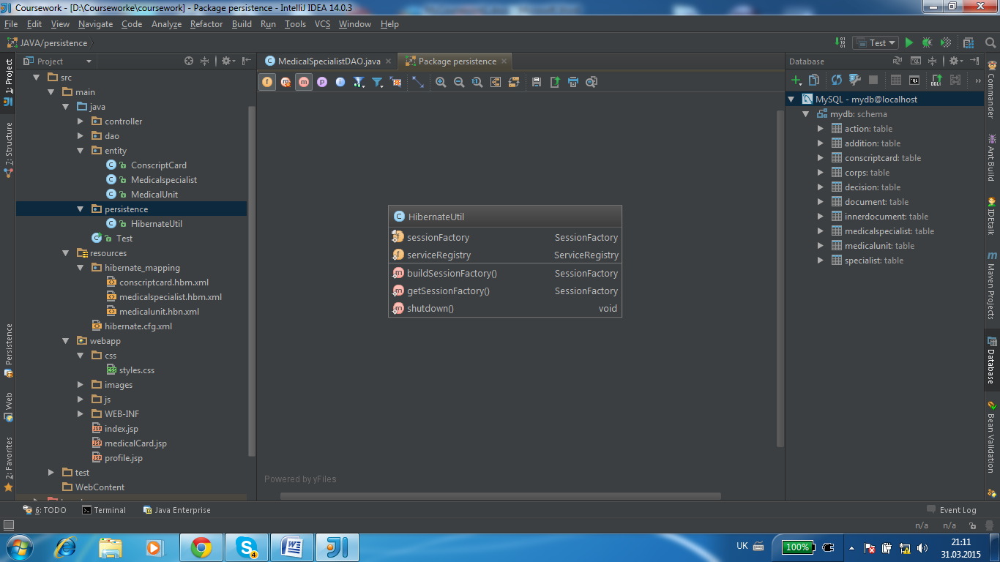 Coursework - [D:\Courseworke\coursework] - Package persistence - IntelliJ IDEA 14.0.3
File Edit View Navigate Code Analyze Refactor Build Run Tools VCS Window Help
JAVA/persistence
Test
Project
MedicalSpecialistDAO.java
Package persistence
Database
1: Project
7: Structure
Persistence
Web
2: Favorites
src
main
java
controller
dao
entity
ConscriptCard
Medicalspecialist
MedicalUnit
persistence
HibernateUtil
Test
resources
hibernate_mapping
conscriptcard.hbm.xml
medicalspecialist.hbm.xml
medicalunit.hbn.xml
hibernate.cfg.xml
webapp
css
styles.css
images
js
WEB-INF
index.jsp
medicalCard.jsp
profile.jsp
test
WebContent
HibernateUtil
sessionFactory SessionFactory
serviceRegistry ServiceRegistry
buildSessionFactory() SessionFactory
getSessionFactory() SessionFactory
shutdown() void
Powered by yFiles
MySQL - mydb@localhost
mydb: schema
action: table
addition: table
conscriptcard: table
corps: table
decision: table
document: table
innerdocument: table
medicalspecialist: table
medicalunit: table
specialist: table
Commander
Ant Build
IDEtalk
Maven Projects
Database
Bean Validation
6: TODO
Terminal
Java Enterprise
Event Log
n/a n/a
UK
100%
21:11
31.03.2015